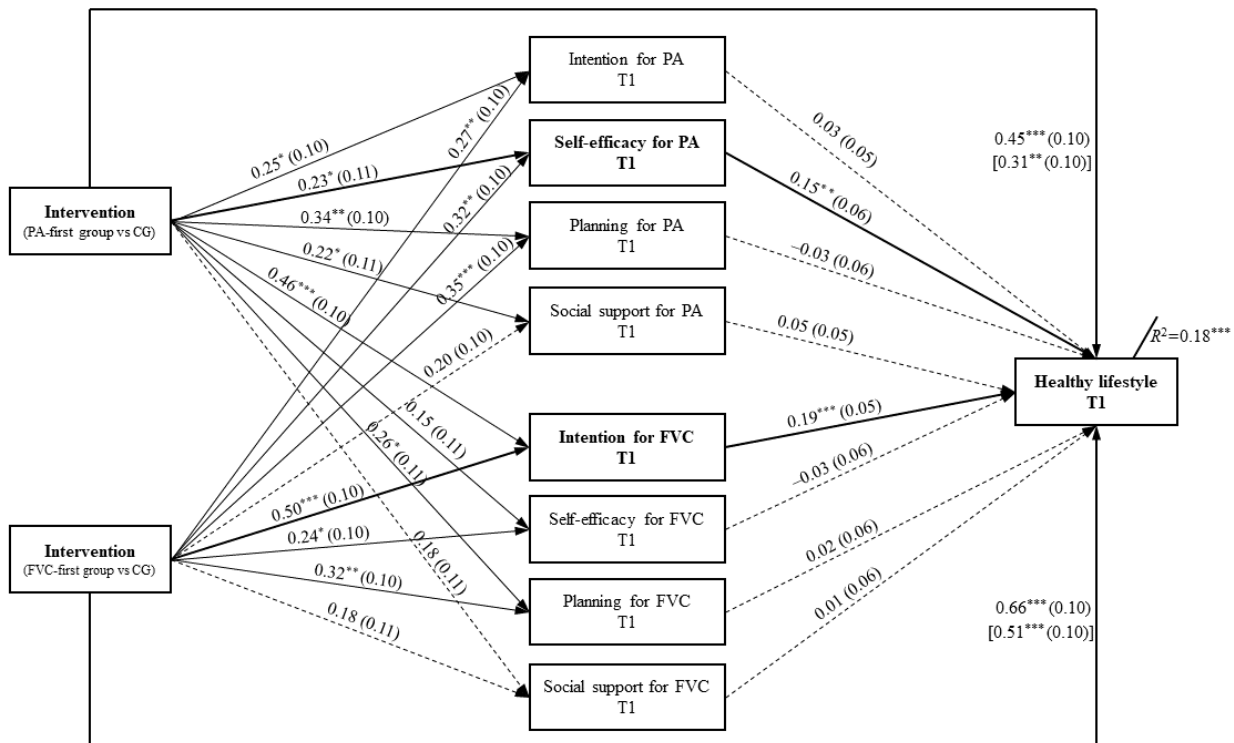 Intention for PA
T1
0.25* (0.10)
0.27** (0.10)
0.03 (0.05)
0.45*** (0.10)
[0.31** (0.10)]
Self-efficacy for PA
T1
0.23* (0.11)
0.32** (0.10)
0.15** (0.06)
Intervention
(PA-first group vs CG)
Planning for PA
T1
0.34** (0.10)
0.35*** (0.10)
–0.03 (0.06)
0.22* (0.11)
0.46*** (0.10)
Social support for PA
T1
0.20 (0.10)
0.05 (0.05)
R²=0.18***
Healthy lifestyle
T1
0.15 (0.11)
0.26* (0.11)
Intention for FVC
T1
0.19*** (0.05)
0.50*** (0.10)
–0.03 (0.06)
Self-efficacy for FVC
T1
0.24* (0.10)
0.18 (0.11)
0.02 (0.06)
Intervention
(FVC-first group vs CG)
Planning for FVC
T1
0.32** (0.10)
0.01 (0.06)
0.66*** (0.10)
[0.51*** (0.10)]
0.18 (0.11)
Social support for FVC
T1